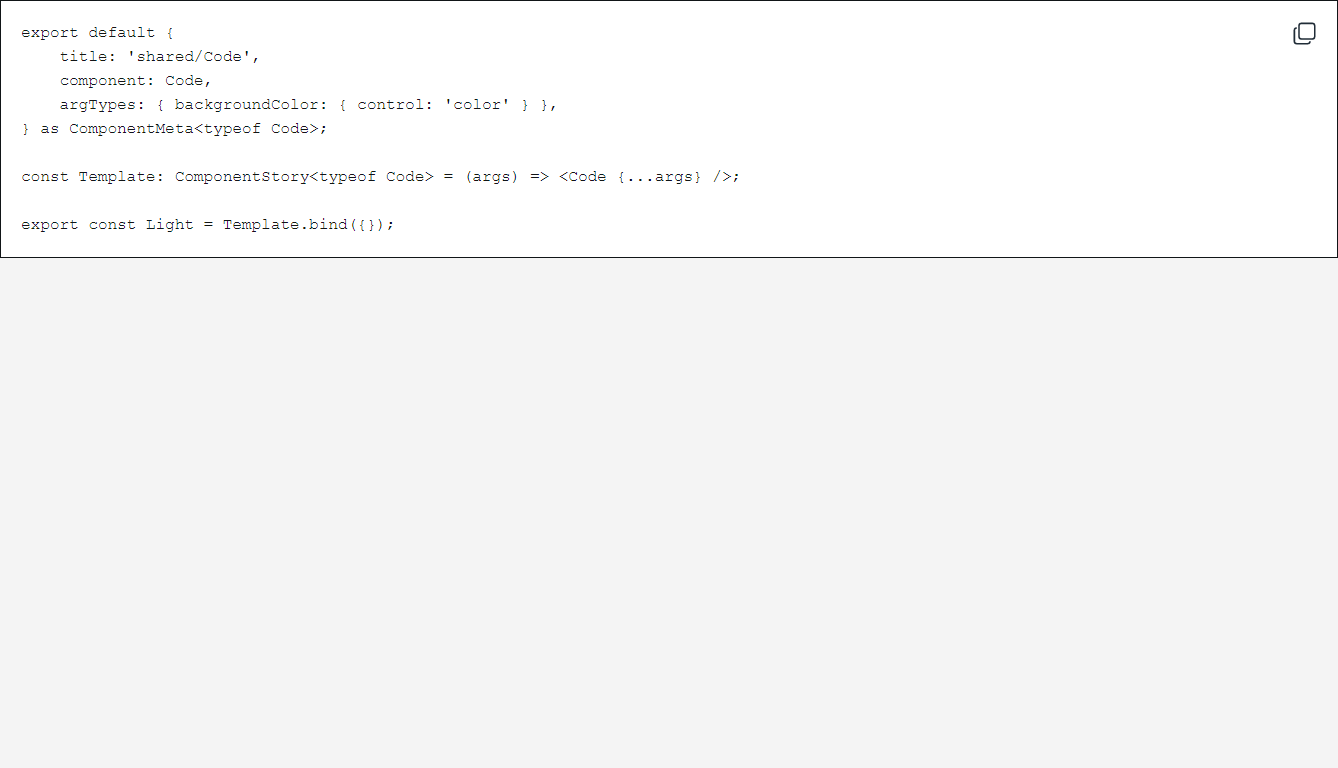 export default {
    title: 'shared/Code',
    component: Code,
    argTypes: { backgroundColor: { control: 'color' } },
} as ComponentMeta<typeof Code>;

const Template: ComponentStory<typeof Code> = (args) => <Code {...args} />;

export const Light = Template.bind({});